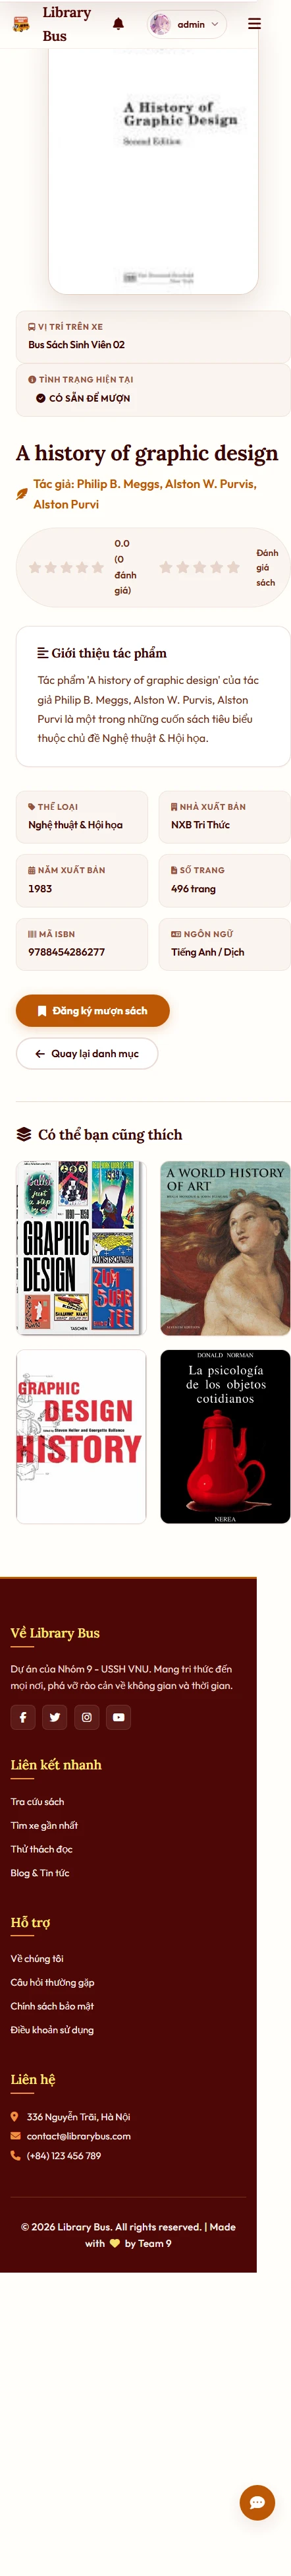 Library
Bus
admin
A History of
Graphic Design
Second Edition
VỊ TRÍ TRÊN XE
Bus Sách Sinh Viên 02
TÌNH TRẠNG HIỆN TẠI
CÓ SẴN ĐỂ MƯỢN
A history of graphic design
Tác giả: Philip B. Meggs, Alston W. Purvis,
Alston Purvi
0.0
(0
đánh
giá)
Đánh
giá
sách
Giới thiệu tác phẩm
Tác phẩm 'A history of graphic design' của tác
giả Philip B. Meggs, Alston W. Purvis, Alston
Purvi là một trong những cuốn sách tiêu biểu
thuộc chủ đề Nghệ thuật & Hội họa.
THỂ LOẠI
Nghệ thuật & Hội họa
NHÀ XUẤT BẢN
NXB Tri Thức
NĂM XUẤT BẢN
1983
SỐ TRANG
496 trang
MÃ ISBN
9788454286277
NGÔN NGỮ
Tiếng Anh / Dịch
Đăng ký mượn sách
Quay lại danh mục
Có thể bạn cũng thích
GRAPHIC
DESIGN
TASCHEN
A WORLD HISTORY
OF ART
GRAPHIC
DESIGN
HISTORY
DONALD NORMAN
La psicología
de los objetos
cotidianos
NEREA
Về Library Bus
Dự án của Nhóm 9 - USSH VNU. Mang tri thức đến
mọi nơi, phá vỡ rào cản về không gian và thời gian.
Liên kết nhanh
Tra cứu sách
Tìm xe gần nhất
Thử thách đọc
Blog & Tin tức
Hỗ trợ
Về chúng tôi
Câu hỏi thường gặp
Chính sách bảo mật
Điều khoản sử dụng
Liên hệ
336 Nguyễn Trãi, Hà Nội
contact@librarybus.com
(+84) 123 456 789
© 2026 Library Bus. All rights reserved. | Made
with by Team 9